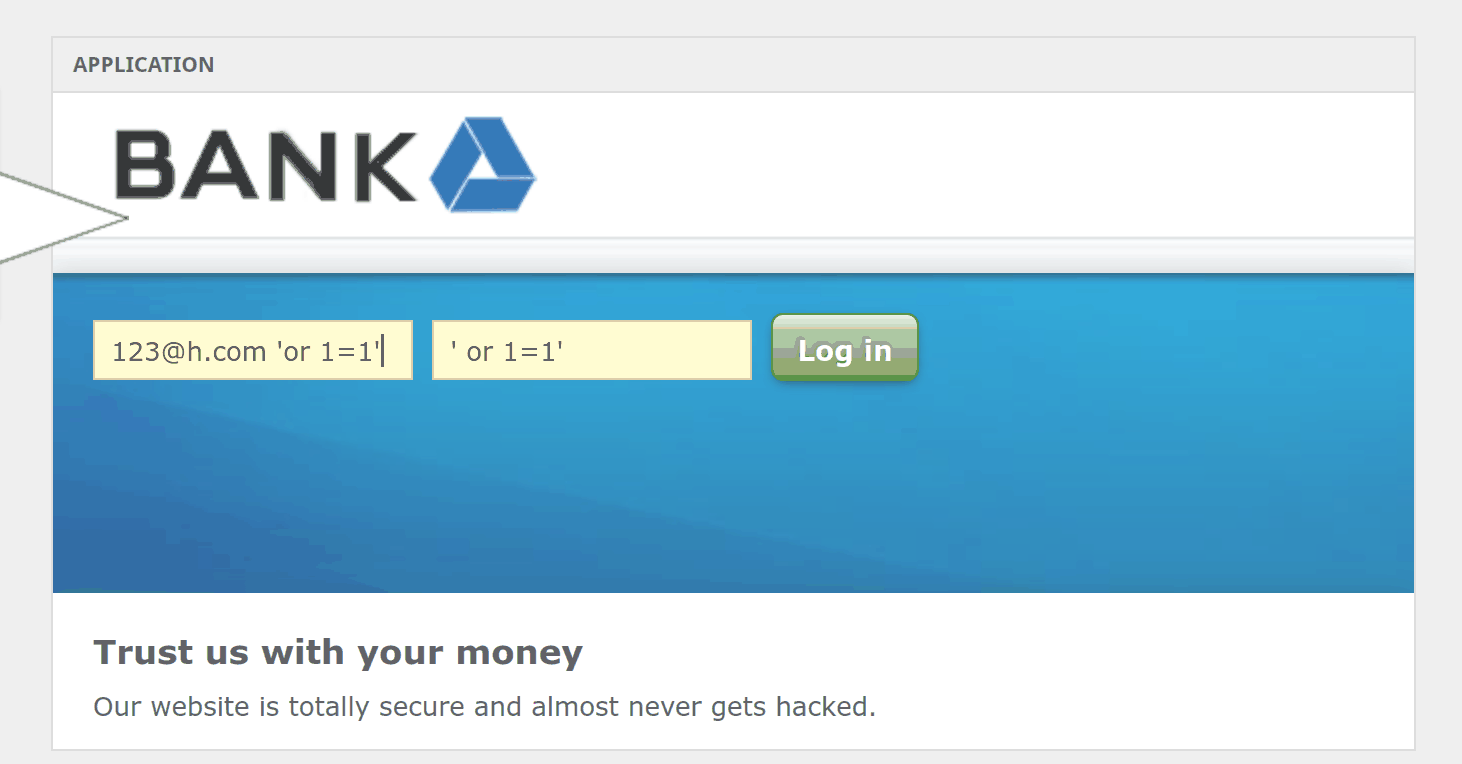 APPLICATION
BANK
123@h.com 'or 1=1' ' or 1=1' Log in
Trust us with your money
Our website is totally secure and almost never gets hacked.